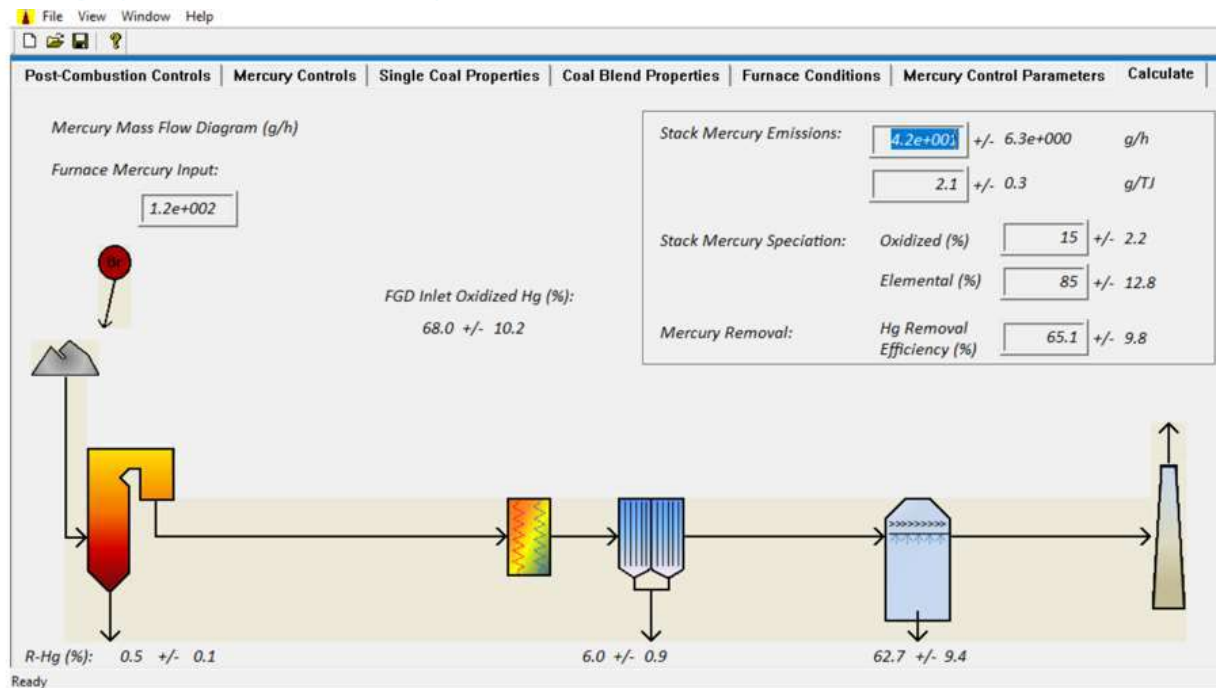 File View Window Help
Post-Combustion Controls Mercury Controls Single Coal Properties Coal Blend Properties Furnace Conditions Mercury Control Parameters Calculate
Mercury Mass Flow Diagram (g/h)
Furnace Mercury Input:
1.2e+002
Br
FGD Inlet Oxidized Hg (%):
68.0 +/- 10.2
Stack Mercury Emissions: 4.2e+001 +/- 6.3e+000 g/h
2.1 +/- 0.3 g/TJ
Stack Mercury Speciation: Oxidized (%) 15 +/- 2.2
Elemental (%) 85 +/- 12.8
Mercury Removal: Hg Removal
Efficiency (%) 65.1 +/- 9.8
R-Hg (%): 0.5 +/- 0.1 6.0 +/- 0.9 62.7 +/- 9.4
Ready